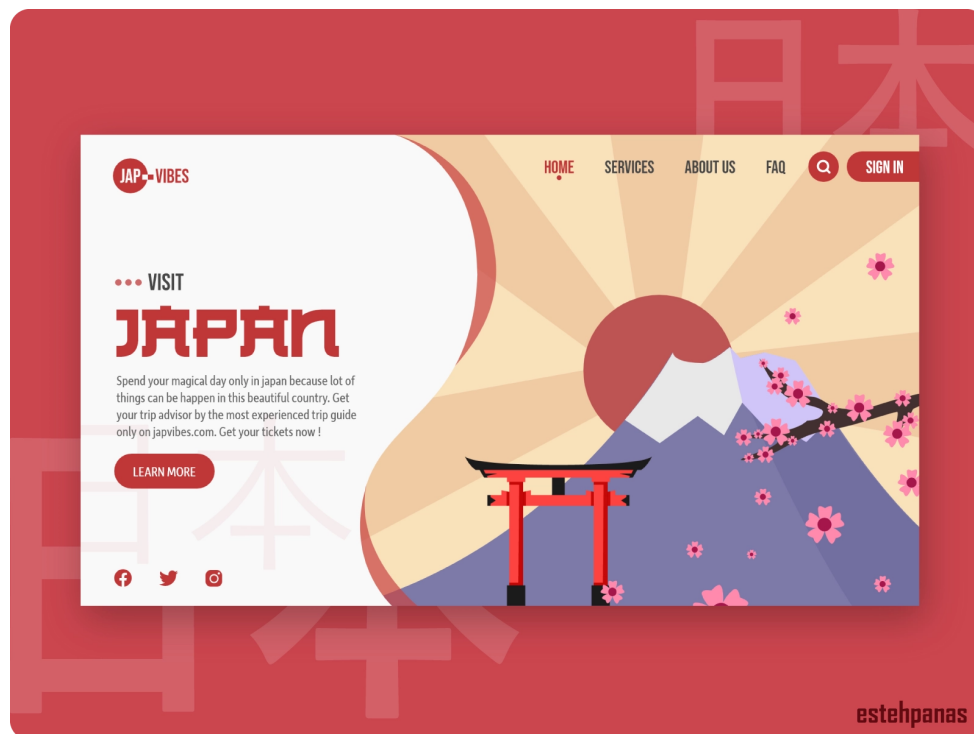 日本
JAP VIBES
HOME SERVICES ABOUT US FAQ SIGN IN
VISIT
JAPAN
Spend your magical day only in japan because lot of
things can be happen in this beautiful country. Get
your trip advisor by the most experienced trip guide
only on japvibes.com. Get your tickets now !
LEARN MORE
日本
日本
estehpanas